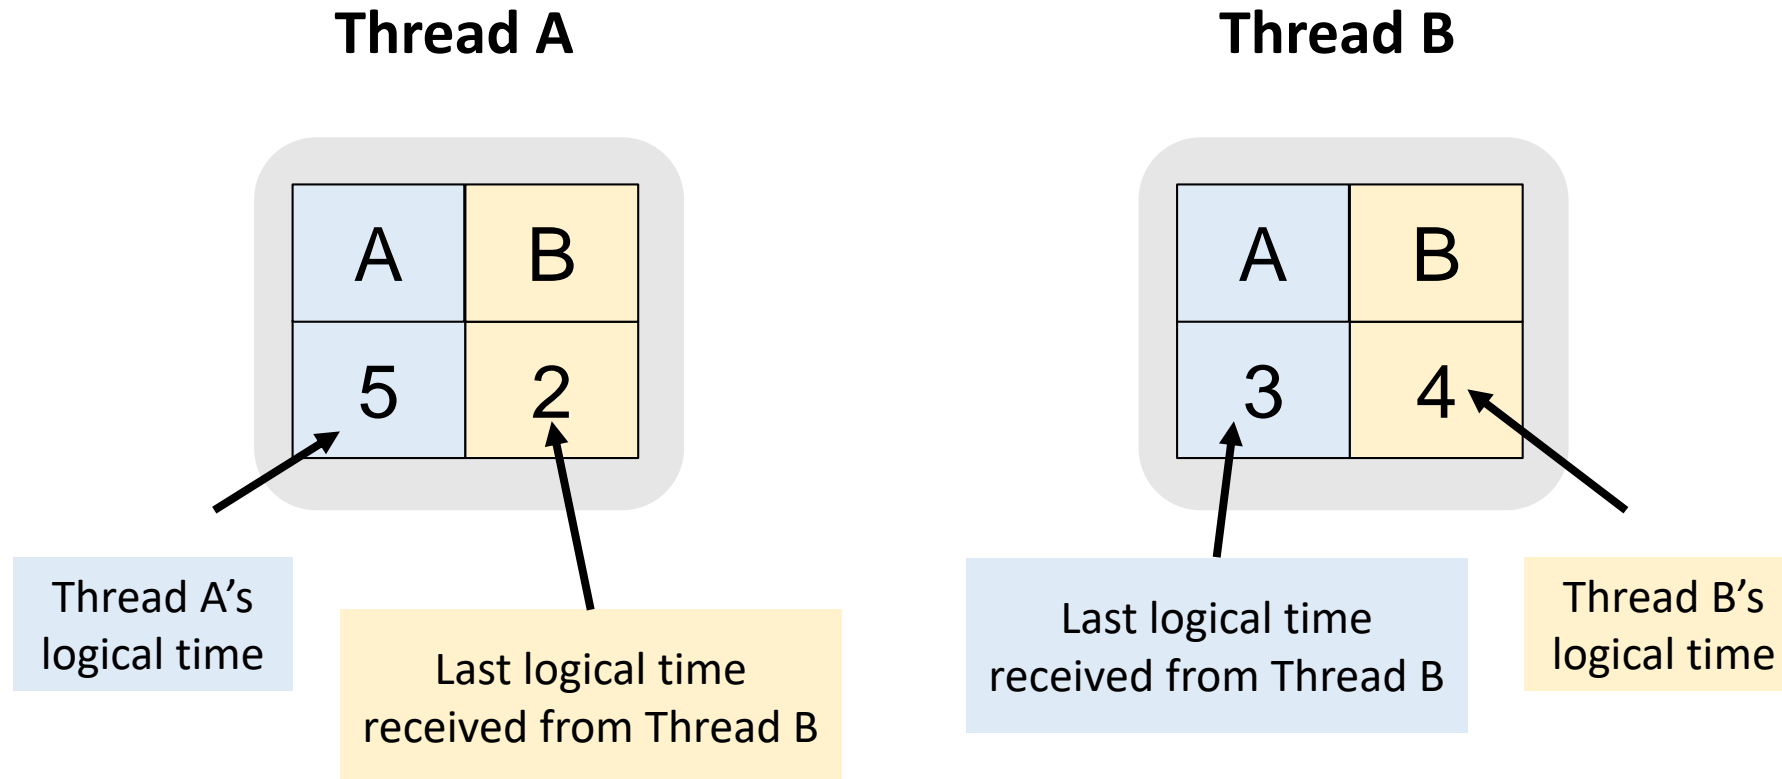 Thread A
Thread B
A B
5 2
A B
3 4
Thread A’s
logical time
Last logical time
received from Thread B
Last logical time
received from Thread B
Thread B’s
logical time